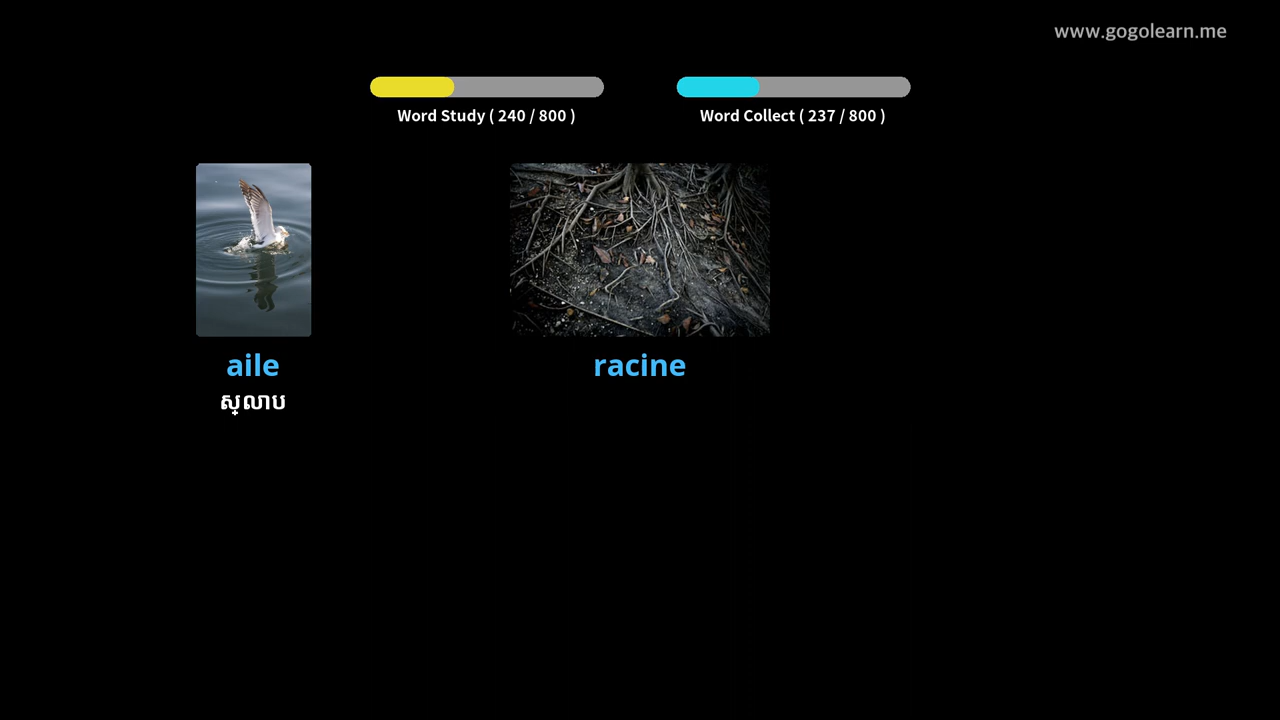 www.gogolearn.me
Word Study ( 240 / 800 )
Word Collect ( 237 / 800 )
aile
racine
ស្លាប